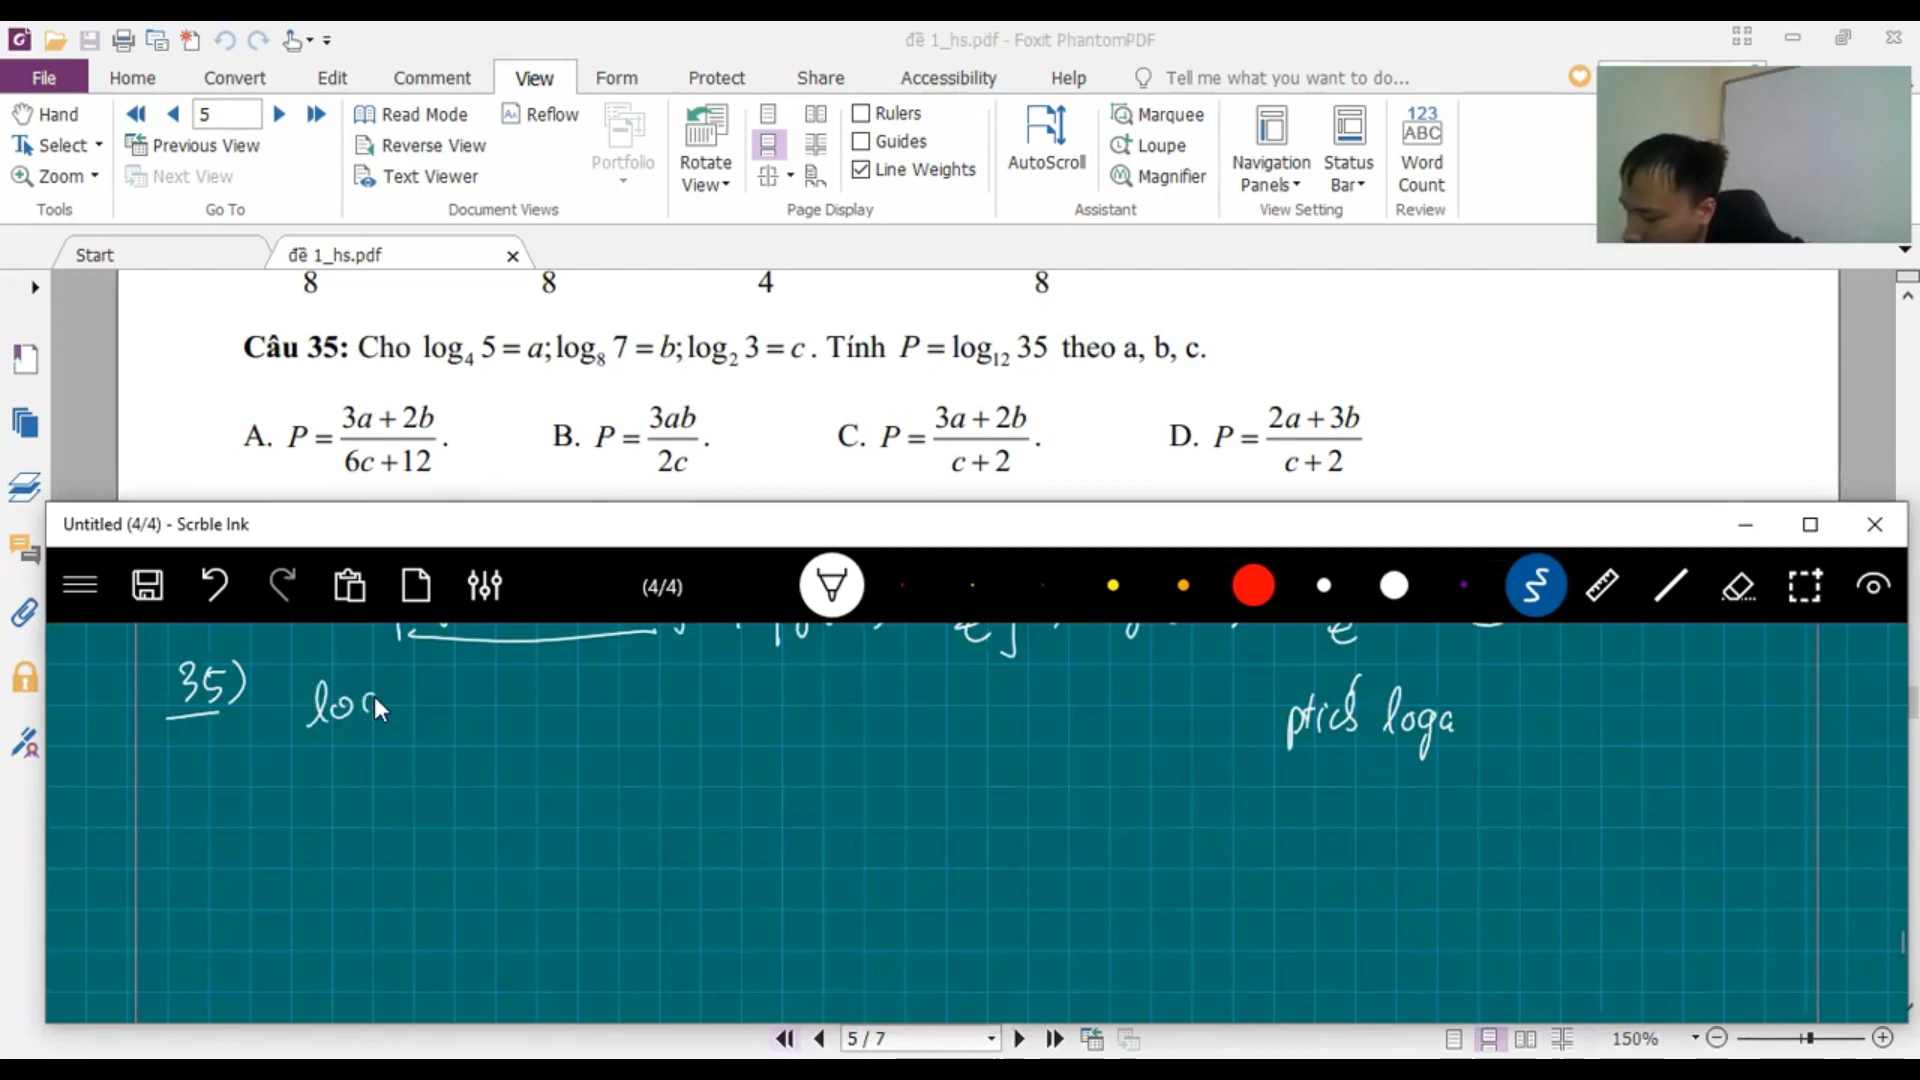 đề 1_hs.pdf - Foxit PhantomPDF
File Home Convert Edit Comment View Form Protect Share Accessibility Help Tell me what you want to do...
Hand 5 Read Mode Reflow Rulers Marquee 123
Select Previous View Reverse View Guides Loupe ABC
Zoom Next View Text Viewer Portfolio Rotate View Line Weights AutoScroll Magnifier Navigation Panels Status Bar Word Count
Tools Go To Document Views Page Display Assistant View Setting Review
Start đề 1_hs.pdf
8 8 4 8
Câu 35: Cho log₄ 5 = a; log₈ 7 = b; log₂ 3 = c . Tính P = log₁₂ 35 theo a, b, c.
A. P = (3a + 2b)/(6c + 12) . B. P = 3ab/2c . C. P = (3a + 2b)/(c + 2) . D. P = (2a + 3b)/(c + 2)
Untitled (4/4) - Scrble Ink
(4/4)
35) lo loga
5 / 7 150%